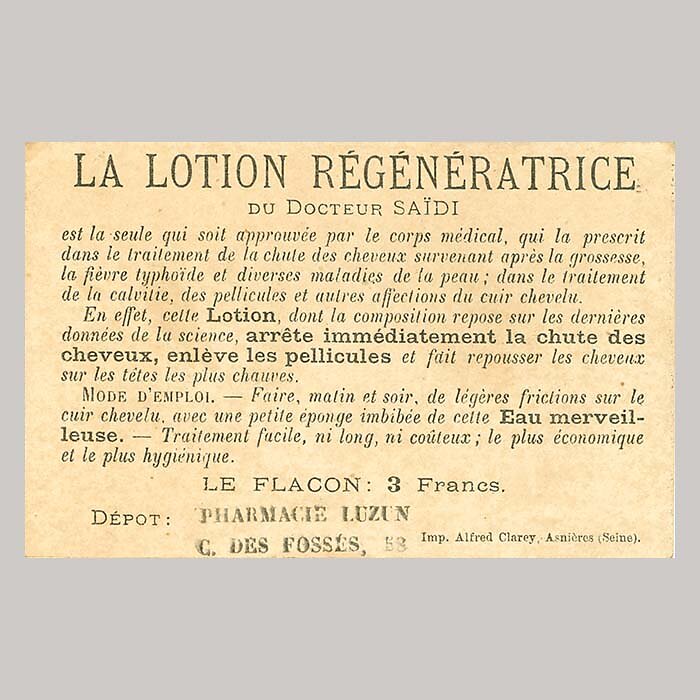 LA LOTION RÉGÉNÉRATRICE
DU DOCTEUR SAÏDI
est la seule qui soit approuvée par le corps médical, qui la prescrit
dans le traitement de la chute des cheveux survenant après la grossesse,
la fièvre typhoïde et diverses maladies de la peau ; dans le traitement
de la calvitie, des pellicules et autres affections du cuir chevelu.
En effet, cette Lotion, dont la composition repose sur les dernières
données de la science, arrête immédiatement la chute des
cheveux, enlève les pellicules et fait repousser les cheveux
sur les têtes les plus chauves.
MODE D'EMPLOI. — Faire, matin et soir, de légères frictions sur le
cuir chevelu, avec une petite éponge imbibée de cette Eau merveil-
leuse. — Traitement facile, ni long, ni coûteux ; le plus économique
et le plus hygiénique.
LE FLACON : 3 Francs.
DÉPOT : PHARMACIE LUZUN
C. DES FOSSÉS, 58
Imp. Alfred Clarey, Asnières (Seine).